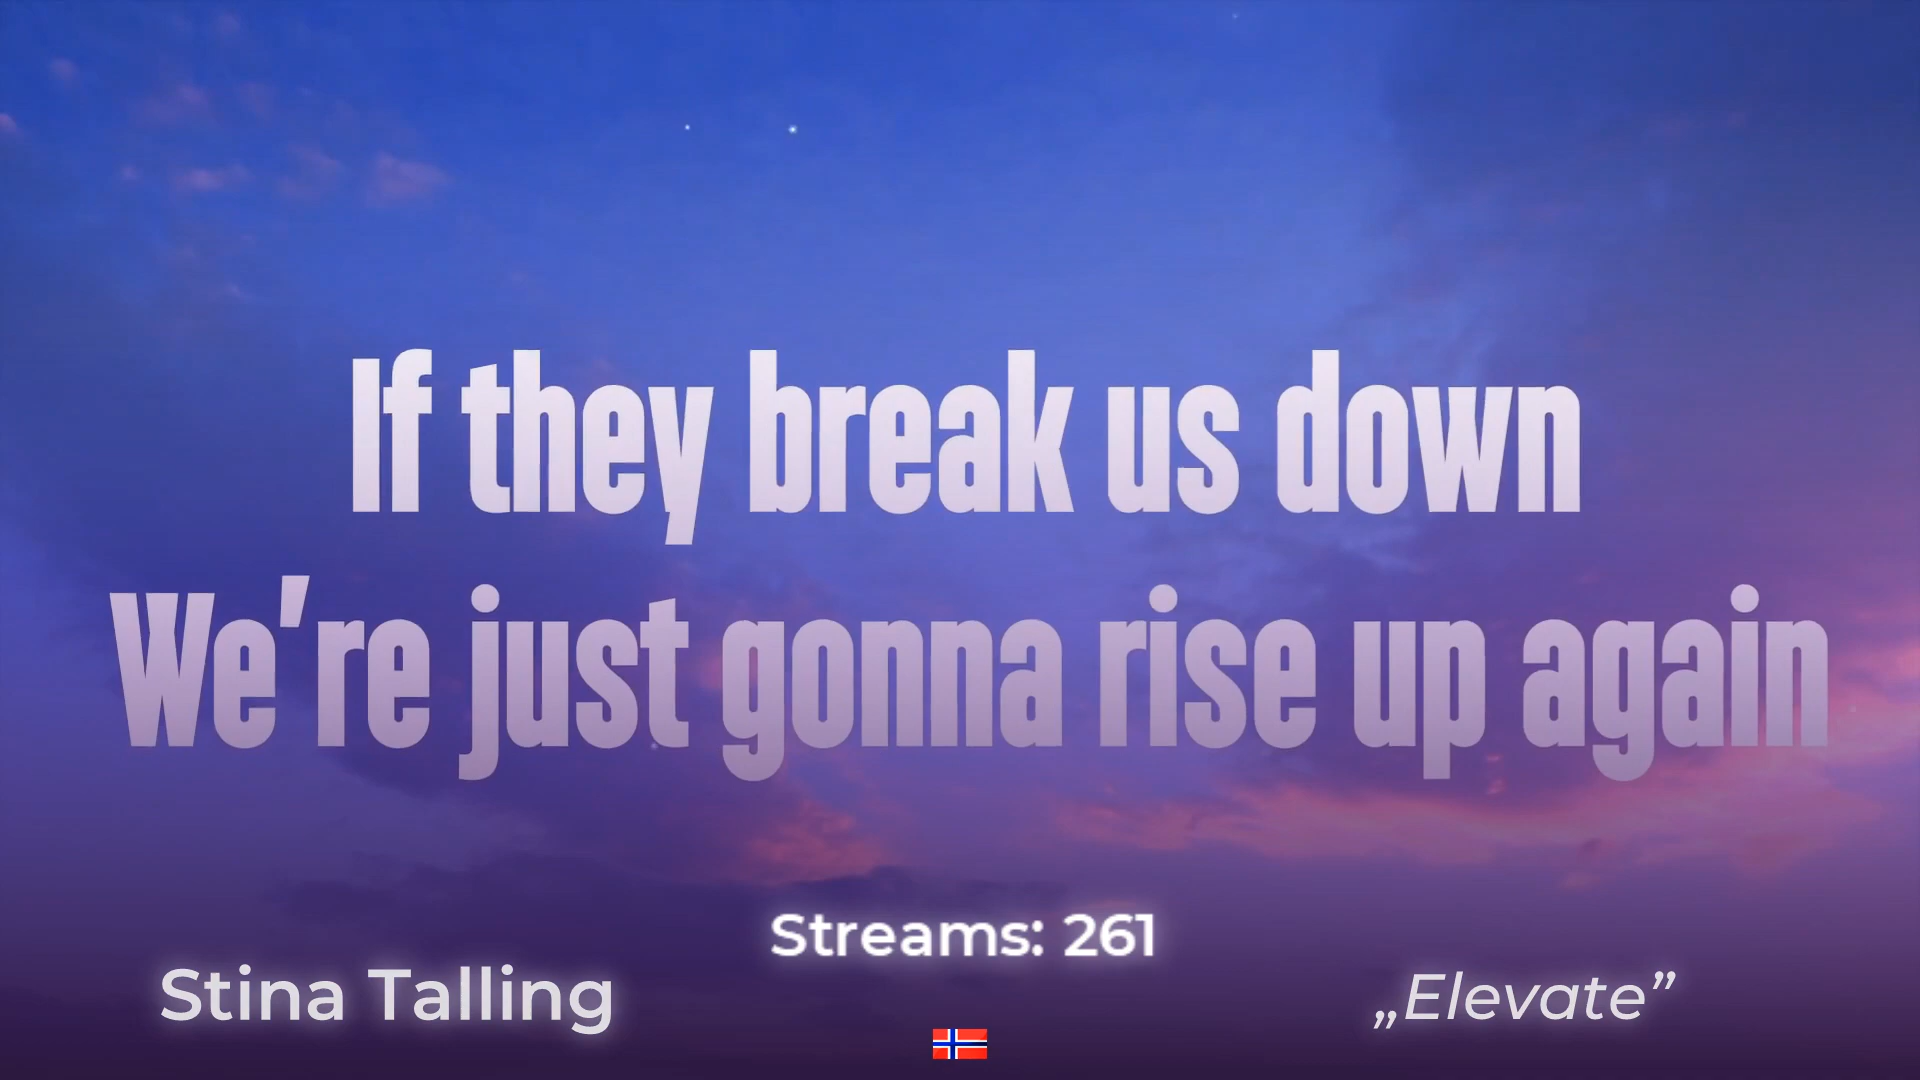 If they break us down
We're just gonna rise up again
Streams: 261
Stina Talling
„Elevate”